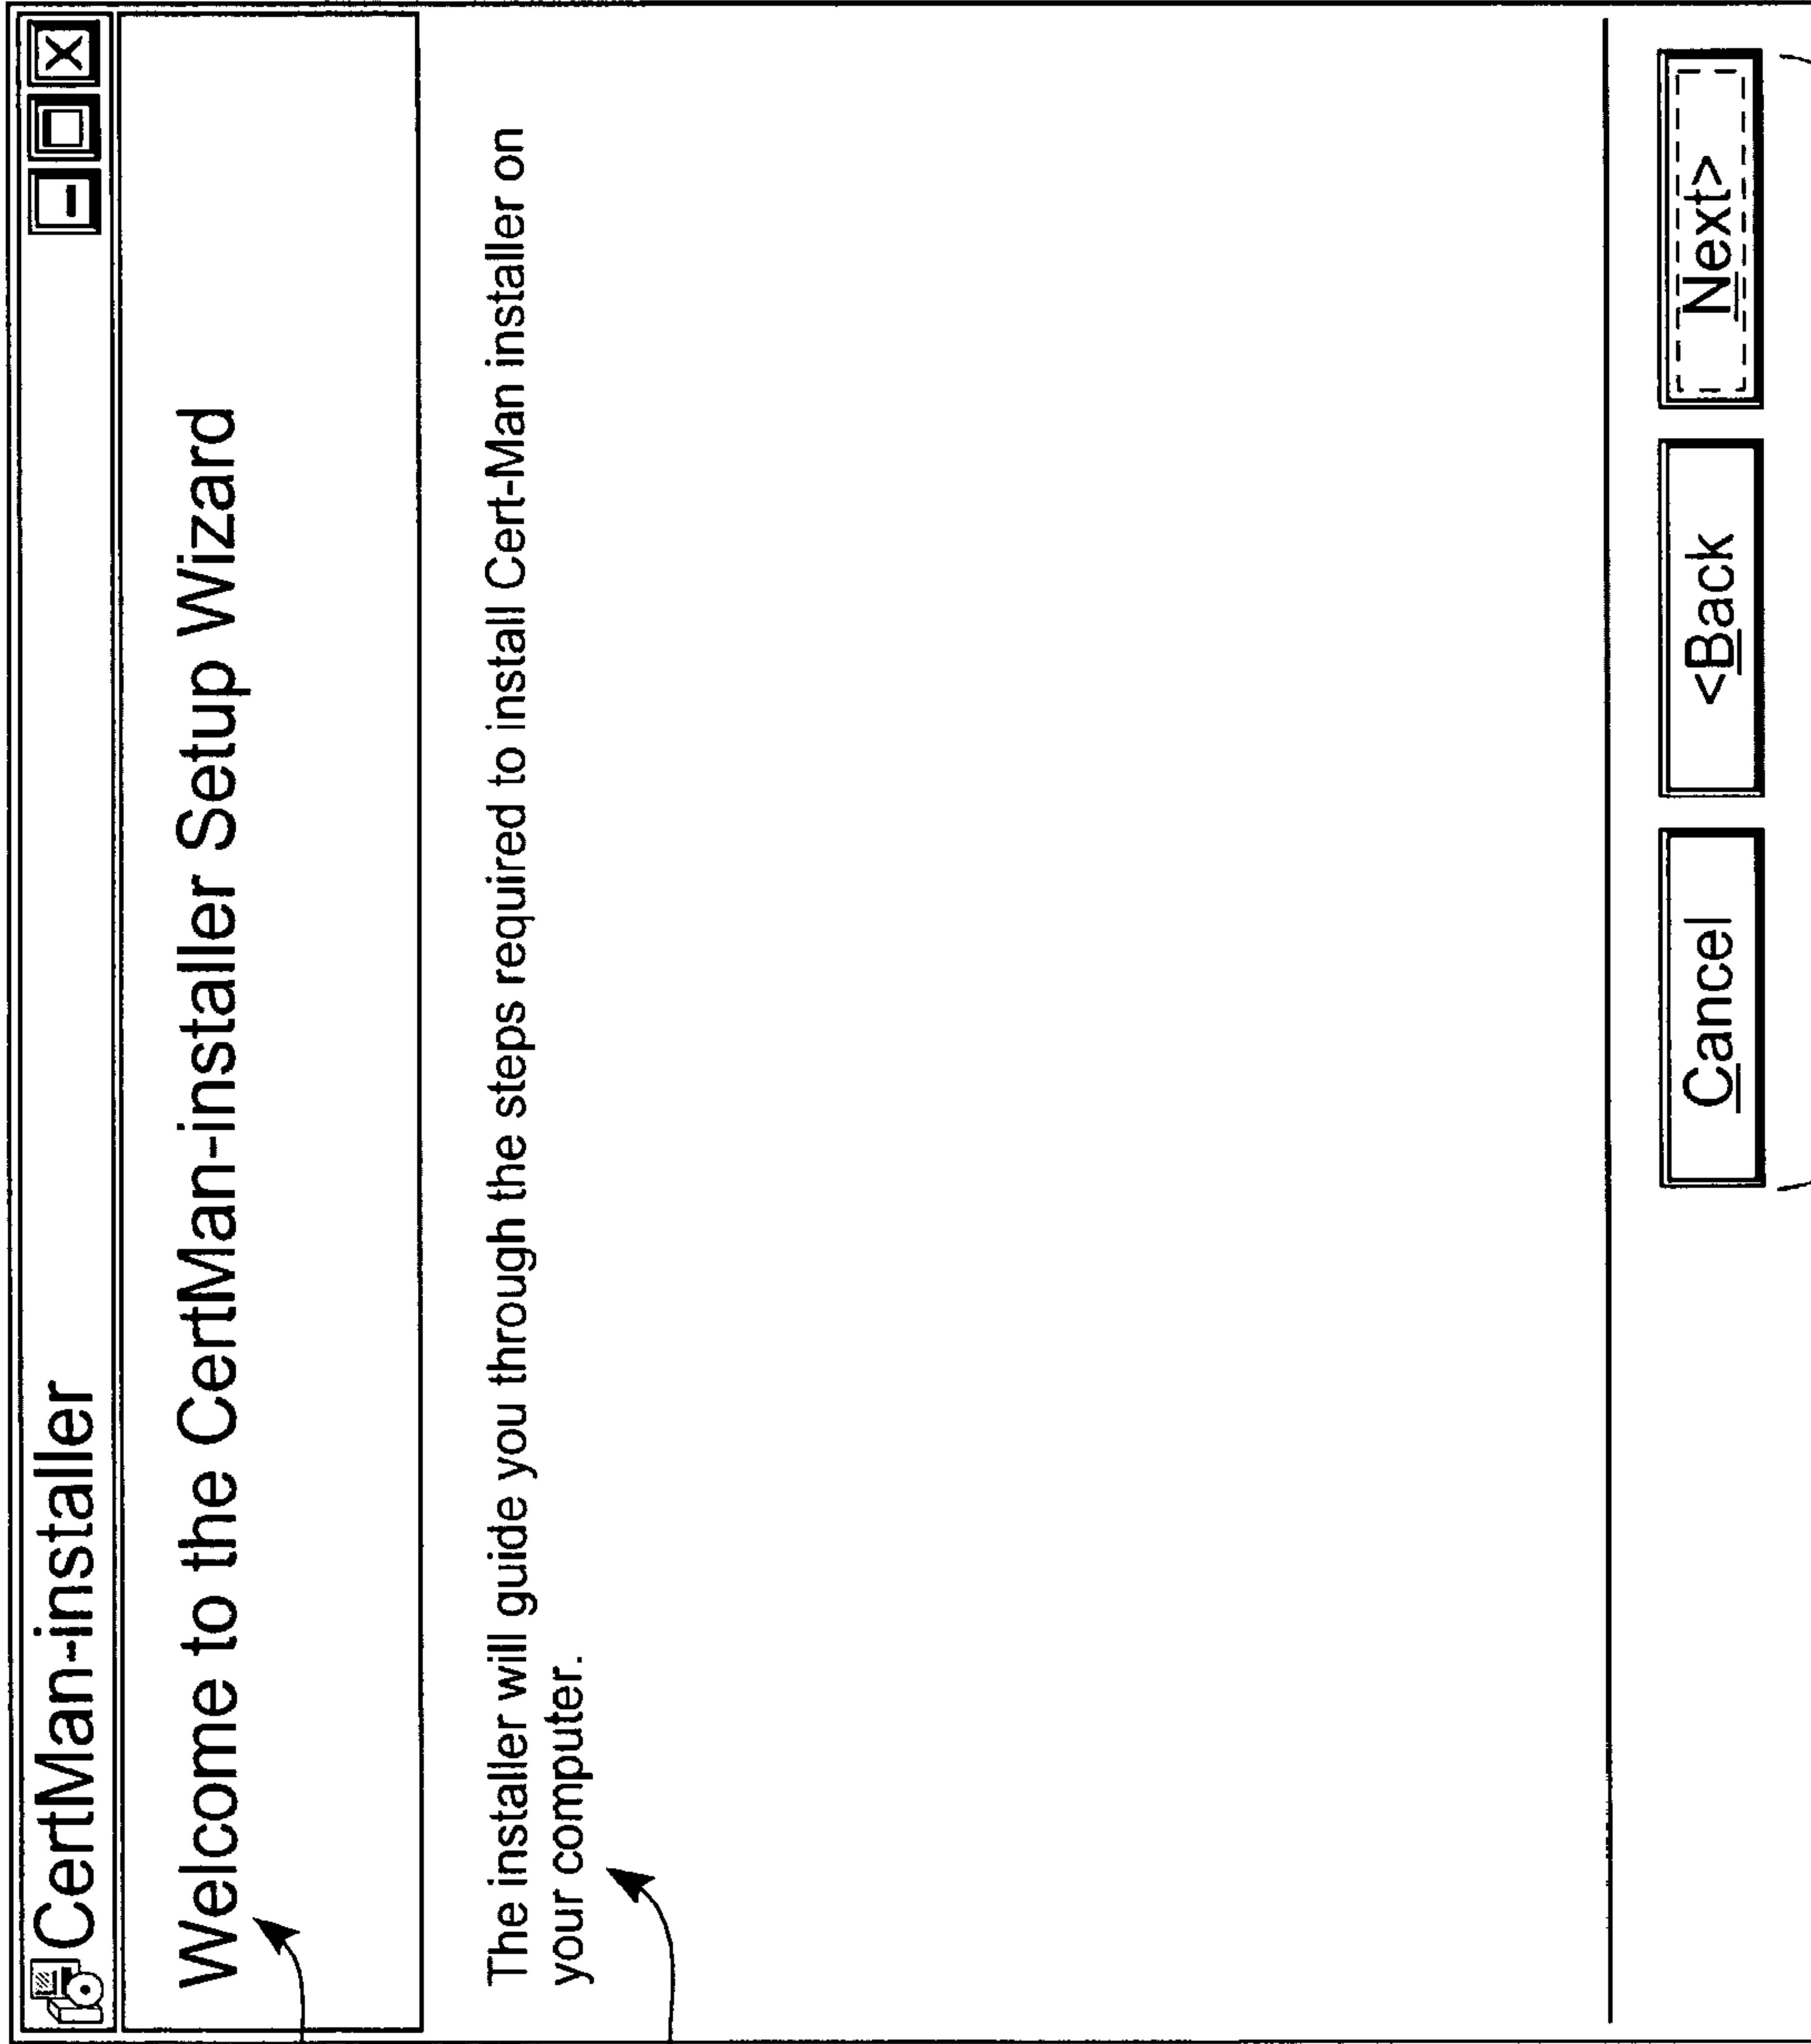 CertMan-installer
Welcome to the CertMan-installer Setup Wizard
The installer will guide you through the steps required to install Cert-Man installer on
your computer.
Cancel
<Back
Next>